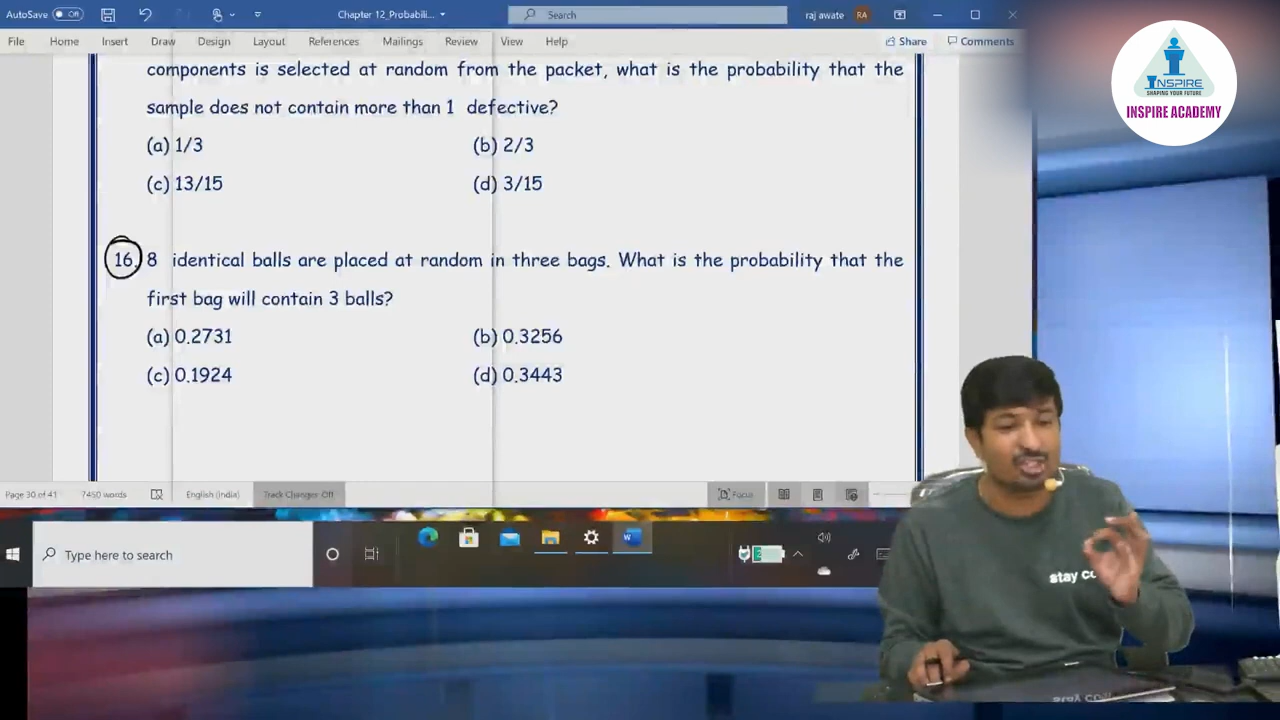 AutoSave Off
Chapter 12_Probabili...
Search
raj awate RA
File Home Insert Draw Design Layout References Mailings Review View Help Share Comments
INSPIRE
SHAPING YOUR FUTURE
INSPIRE ACADEMY
components is selected at random from the packet, what is the probability that the
sample does not contain more than 1 defective?
(a) 1/3 (b) 2/3
(c) 13/15 (d) 3/15
16. 8 identical balls are placed at random in three bags. What is the probability that the
first bag will contain 3 balls?
(a) 0.2731 (b) 0.3256
(c) 0.1924 (d) 0.3443
Page 30 of 41 7450 words English (India) Track Changes: Off Focus
Type here to search
stay co